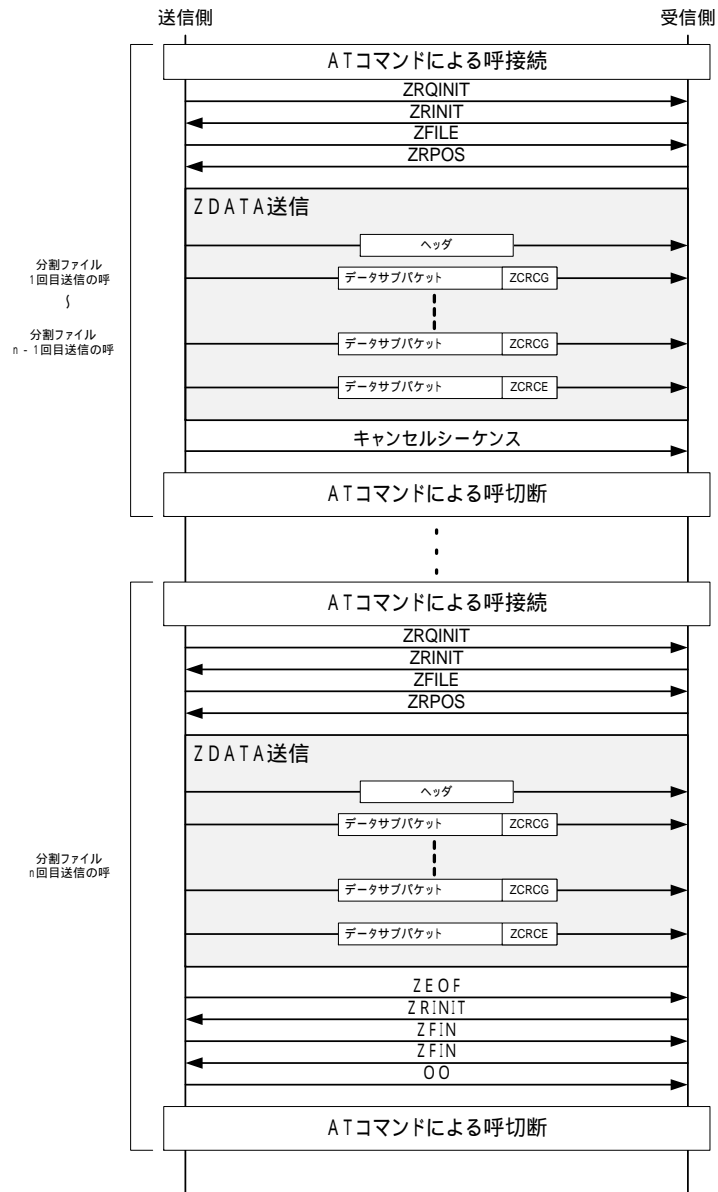 送信側
受信側
ATコマンドによる呼接続
ZRQINIT
ZRINIT
ZFILE
ZRPOS
ZDATA送信
ヘッダ
データサブパケット ZCRCG
データサブパケット ZCRCG
データサブパケット ZCRCE
分割ファイル
1回目送信の呼
~
分割ファイル
n-1回目送信の呼
キャンセルシーケンス
ATコマンドによる呼切断
ATコマンドによる呼接続
ZRQINIT
ZRINIT
ZFILE
ZRPOS
ZDATA送信
ヘッダ
データサブパケット ZCRCG
データサブパケット ZCRCG
データサブパケット ZCRCE
分割ファイル
n回目送信の呼
ZEOF
ZRINIT
ZFIN
ZFIN
OO
ATコマンドによる呼切断